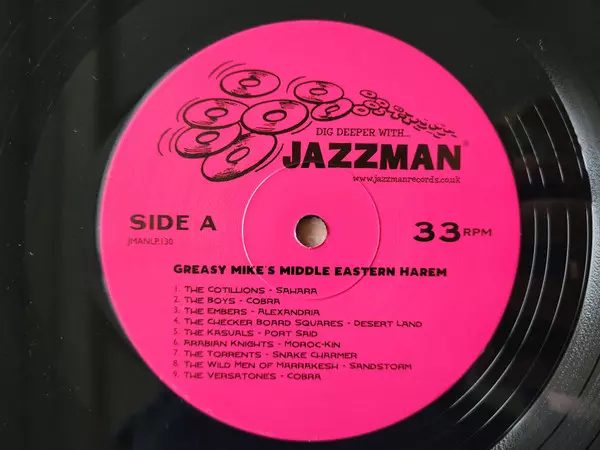 DIG DEEPER WITH...
JAZZMAN®
www.jazzmanrecords.co.uk
SIDE A
JMANLP.130
33 RPM
GREASY MIKE'S MIDDLE EASTERN HAREM
1. THE COTILLIONS - SAHARA
2. THE BOYS - COBRA
3. THE EMBERS - ALEXANDRIA
4. THE CHECKER BOARD SQUARES - DESERT LAND
5. THE KASUALS - PORT SAID
6. ARABIAN KNIGHTS - MOROC-KIN
7. THE TORRENTS - SNAKE CHARMER
8. THE WILD MEN OF MARRAKESH - SANDSTORM
9. THE VERSATONES - COBRA